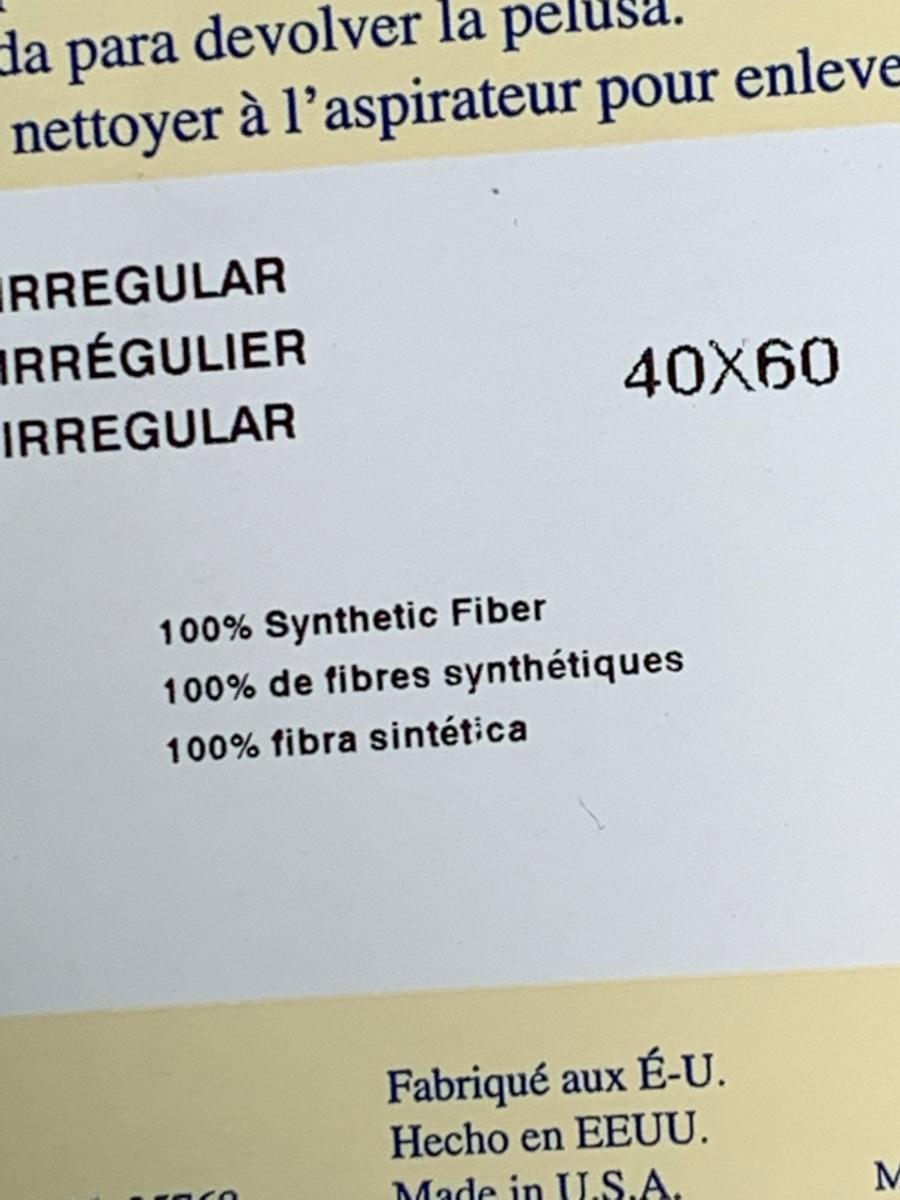 da para devolver la pelusa.
nettoyer à l'aspirateur pour enleve
IRREGULAR
IRRÉGULIER
IRREGULAR
40X60
100% Synthetic Fiber
100% de fibres synthétiques
100% fibra sintética
Fabriqué aux É-U.
Hecho en EEUU.
Made in U.S.A.
M